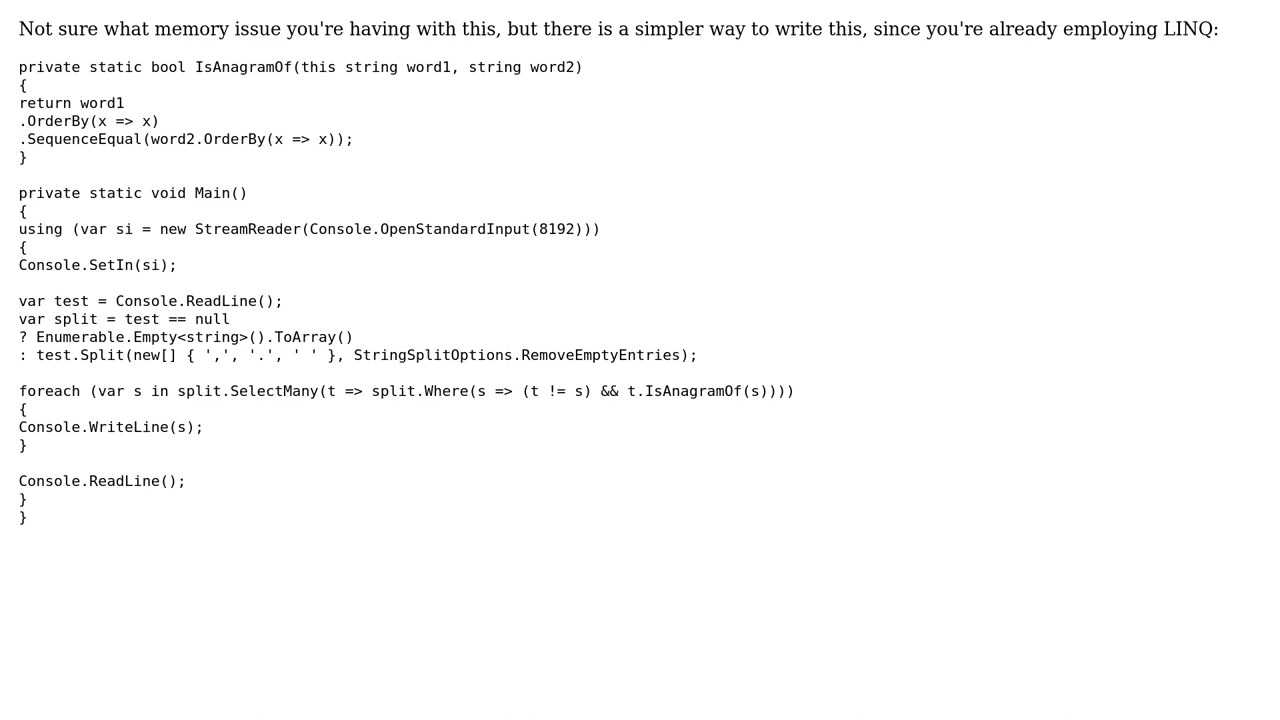 Not sure what memory issue you're having with this, but there is a simpler way to write this, since you're already employing LINQ:
private static bool IsAnagramOf(this string word1, string word2)
{
return word1
.OrderBy(x => x)
.SequenceEqual(word2.OrderBy(x => x));
}

private static void Main()
{
using (var si = new StreamReader(Console.OpenStandardInput(8192)))
{
Console.SetIn(si);

var test = Console.ReadLine();
var split = test == null
? Enumerable.Empty<string>().ToArray()
: test.Split(new[] { ',', '.', ' ' }, StringSplitOptions.RemoveEmptyEntries);

foreach (var s in split.SelectMany(t => split.Where(s => (t != s) && t.IsAnagramOf(s))))
{
Console.WriteLine(s);
}

Console.ReadLine();
}
}